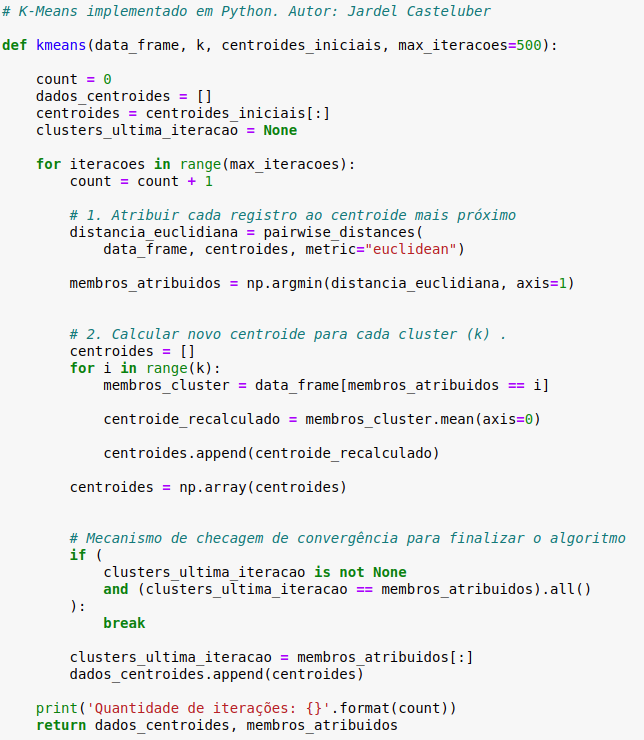 # K-Means implementado em Python. Autor: Jardel Casteluber
def kmeans(data_frame, k, centroides_iniciais, max_iteracoes=500):
    count = 0
    dados_centroides = []
    centroides = centroides_iniciais[:]
    clusters_ultima_iteracao = None
    for iteracoes in range(max_iteracoes):
        count = count + 1
        # 1. Atribuir cada registro ao centroide mais próximo
        distancia_euclidiana = pairwise_distances(
            data_frame, centroides, metric="euclidean")
        membros_atribuidos = np.argmin(distancia_euclidiana, axis=1)
        # 2. Calcular novo centroide para cada cluster (k) .
        centroides = []
        for i in range(k):
            membros_cluster = data_frame[membros_atribuidos == i]
            centroide_recalculado = membros_cluster.mean(axis=0)
            centroides.append(centroide_recalculado)
        centroides = np.array(centroides)
        # Mecanismo de checagem de convergência para finalizar o algoritmo
        if (
            clusters_ultima_iteracao is not None
            and (clusters_ultima_iteracao == membros_atribuidos).all()
        ):
            break
        clusters_ultima_iteracao = membros_atribuidos[:]
        dados_centroides.append(centroides)
    print('Quantidade de iterações: {}'.format(count))
    return dados_centroides, membros_atribuidos